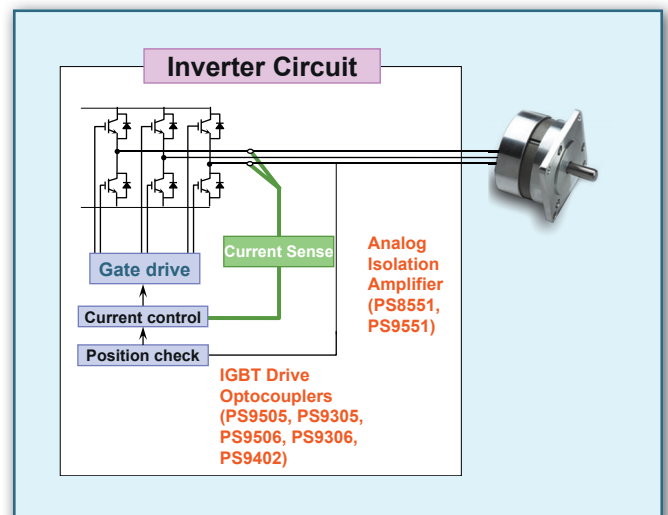 Inverter Circuit
Current Sense
Gate drive
Current control
Position check
Analog
Isolation
Amplifier
(PS8551,
PS9551)
IGBT Drive
Optocouplers
(PS9505, PS9305,
PS9506, PS9306,
PS9402)